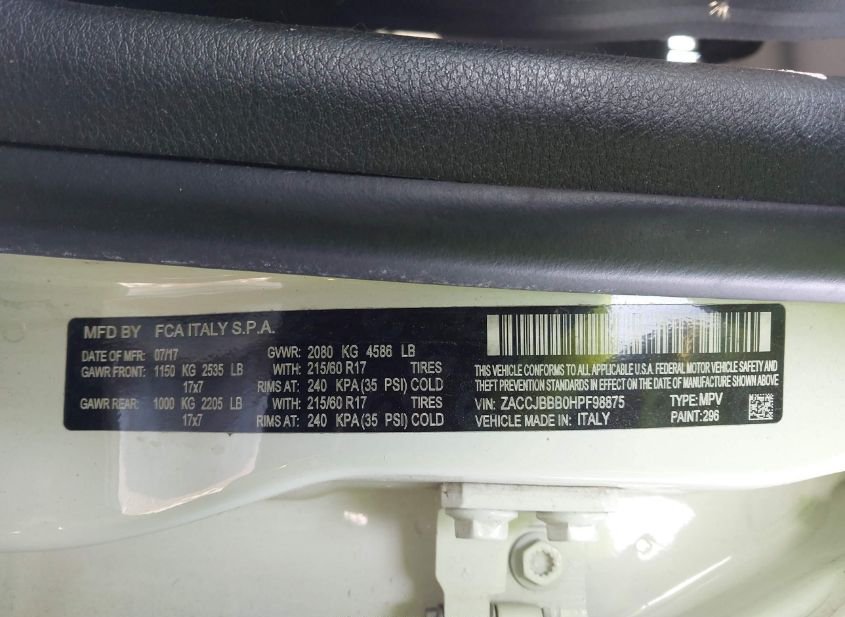 MFD BY FCA ITALY S.P.A.
DATE OF MFR: 07/17 GVWR: 2080 KG 4586 LB
GAWR FRONT: 1150 KG 2535 LB WITH: 215/60 R17 TIRES
17x7 RIMS AT: 240 KPA(35 PSI) COLD
GAWR REAR: 1000 KG 2205 LB WITH: 215/60 R17 TIRES
17x7 RIMS AT: 240 KPA(35 PSI) COLD
THIS VEHICLE CONFORMS TO ALL APPLICABLE U.S.A. FEDERAL MOTOR VEHICLE SAFETY AND
THEFT PREVENTION STANDARDS IN EFFECT ON THE DATE OF MANUFACTURE SHOWN ABOVE
VIN: ZACCJBBB0HPF98875 TYPE: MPV
VEHICLE MADE IN: ITALY PAINT: 296